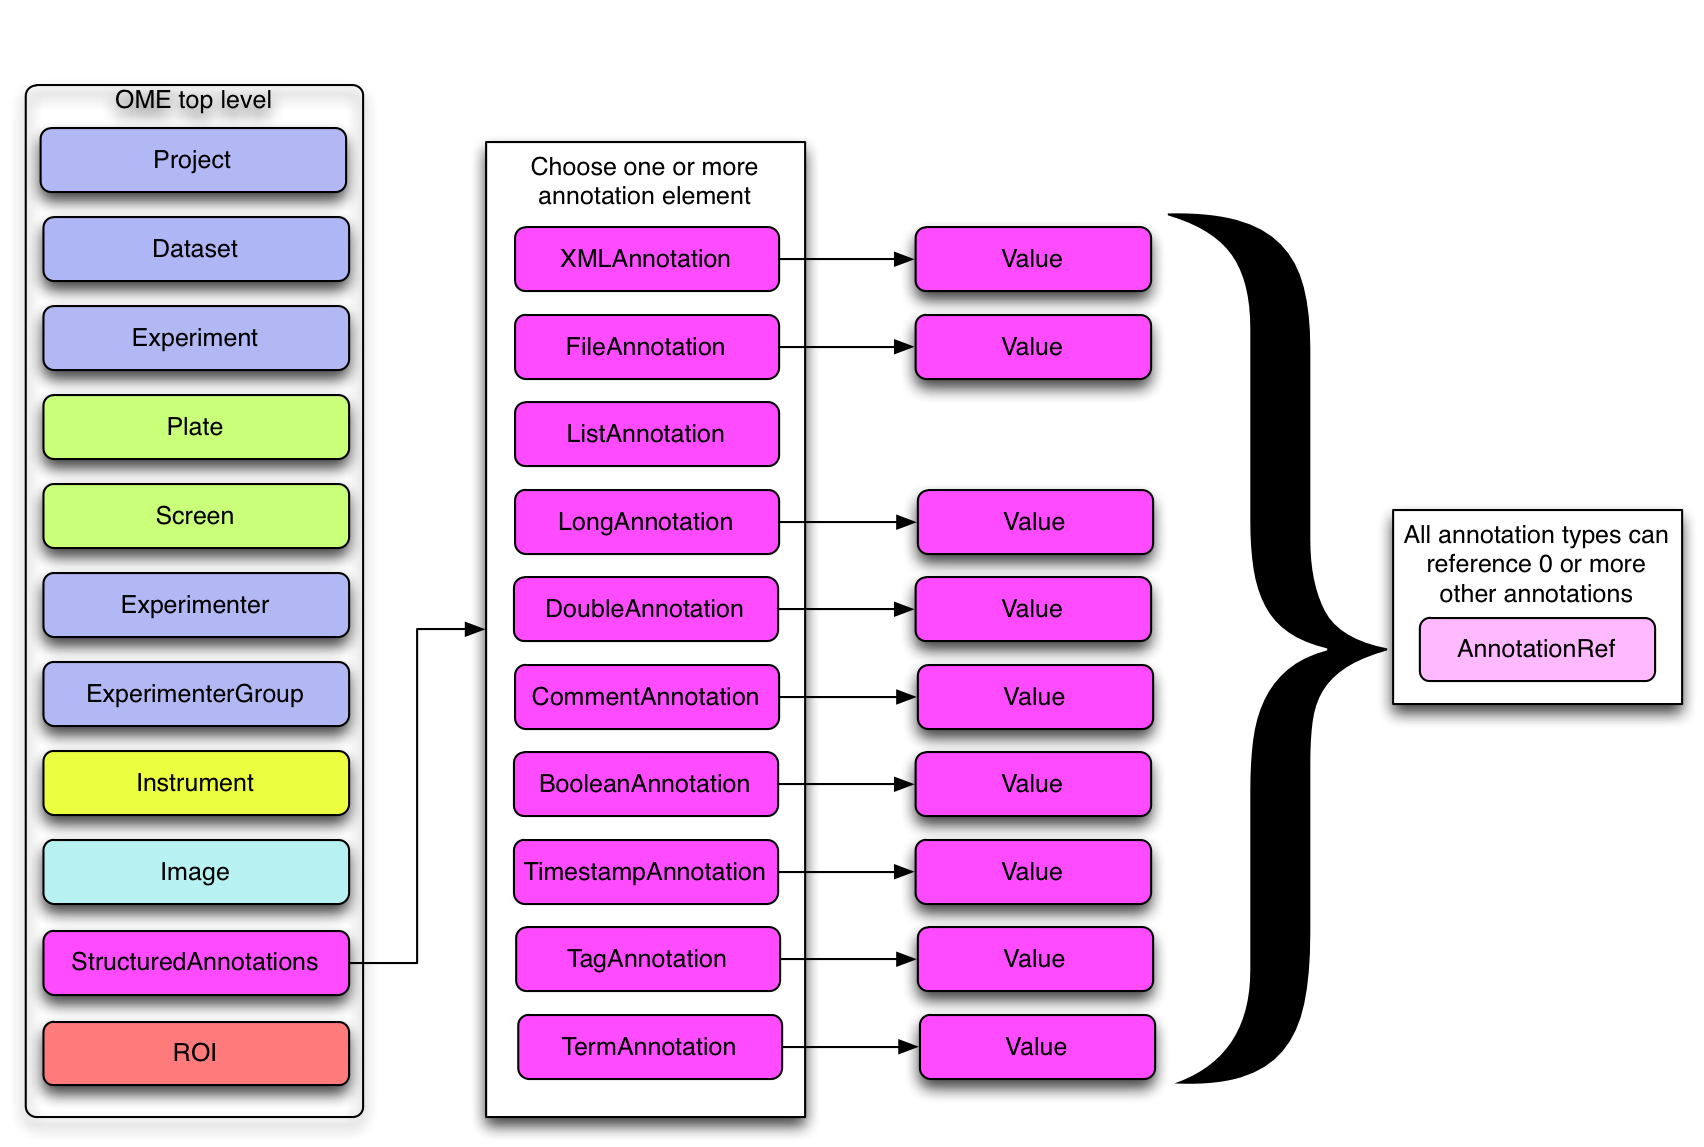 OME top level
Project
Dataset
Experiment
Plate
Screen
Experimenter
ExperimenterGroup
Instrument
Image
StructuredAnnotations
ROI
Choose one or more
annotation element
XMLAnnotation
Value
FileAnnotation
Value
ListAnnotation
LongAnnotation
Value
DoubleAnnotation
Value
CommentAnnotation
Value
BooleanAnnotation
Value
TimestampAnnotation
Value
TagAnnotation
Value
TermAnnotation
Value
All annotation types can
reference 0 or more
other annotations
AnnotationRef